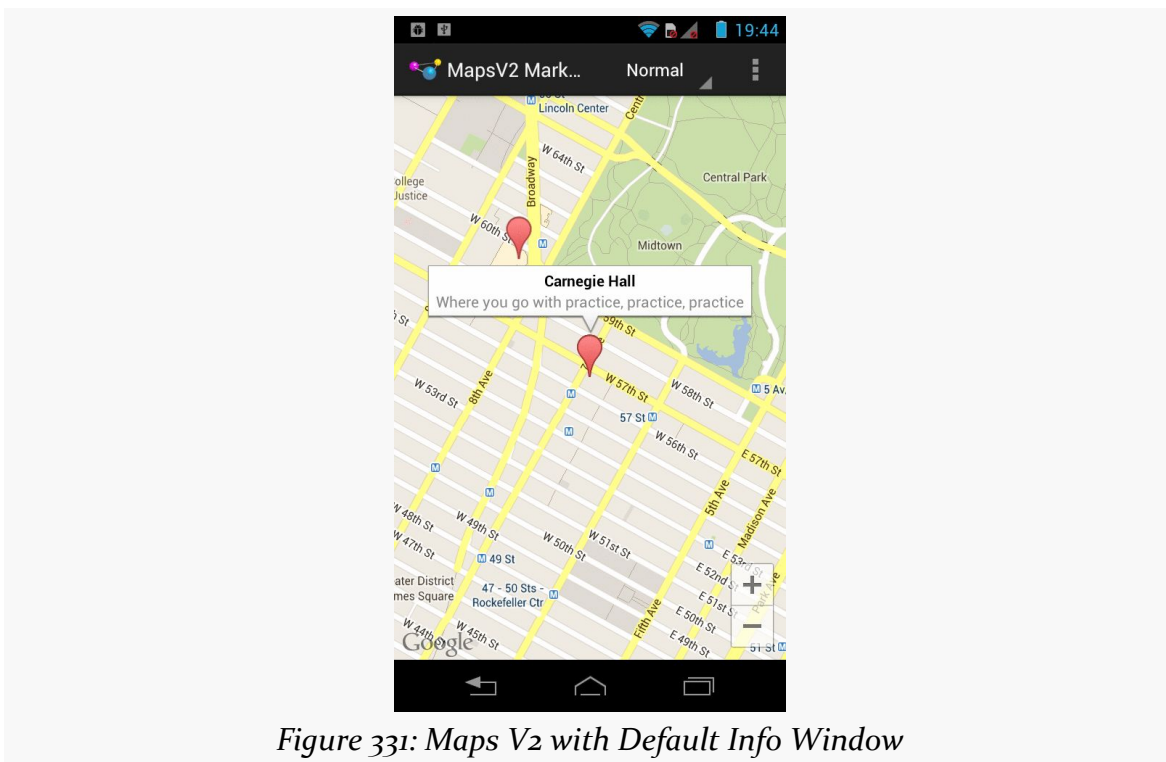 19:44
MapsV2 Mark...
Normal
Lincoln Center
W 64th St
Broadway
Central Park
ollege
Justice
W 60th St
Midtown
Carnegie Hall
Where you go with practice, practice, practice
59th St
W 57th St
W 58th St
8th Ave
W 53rd St
5 Av
57 St
W 56th St
E 57th St
5th Ave
Madison Ave
W 48th St
W 49th St
W 47th St
W 50th St
W 51st St
49 St
E 53rd St
E 52nd St
ater District
mes Square
47 - 50 Sts -
Rockefeller Ctr
E 51st S
Park Ave
Fifth Ave
E 50th St
E 49th St
W 44th
W 45th St
Google
51 St
Figure 331: Maps V2 with Default Info Window